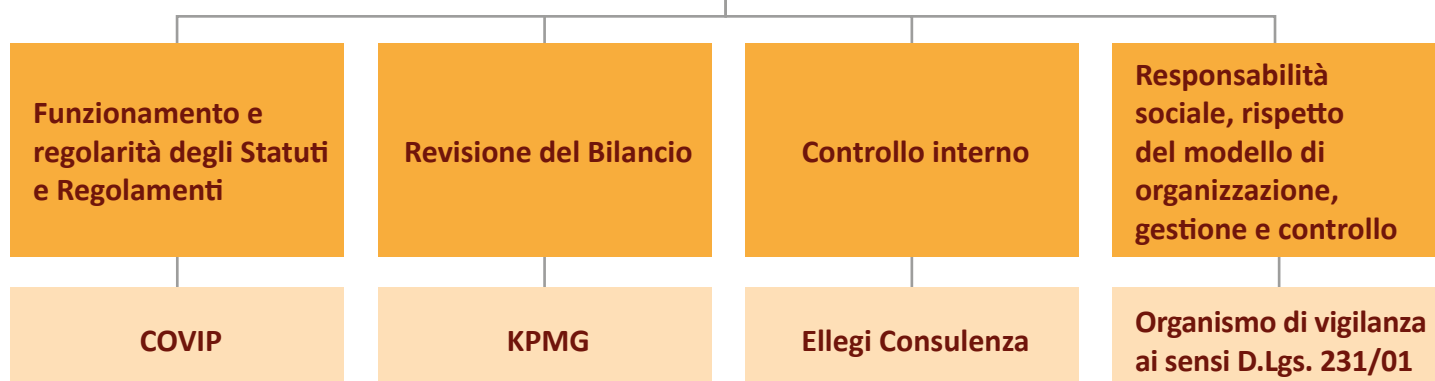 Funzionamento e
regolarità degli Statuti
e Regolamenti
Revisione del Bilancio
Controllo interno
Responsabilità
sociale, rispetto
del modello di
organizzazione,
gestione e controllo
COVIP
KPMG
Ellegi Consulenza
Organismo di vigilanza
ai sensi D.Lgs. 231/01